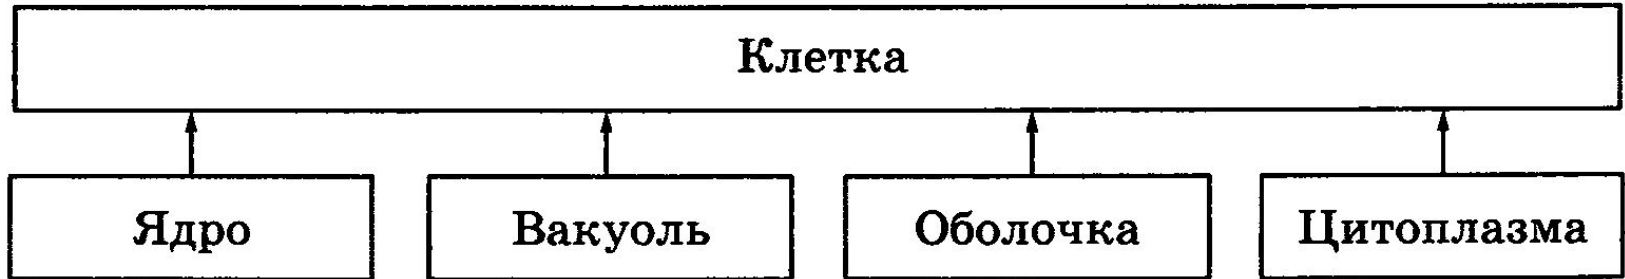 Клетка
Ядро
Вакуоль
Оболочка
Цитоплазма